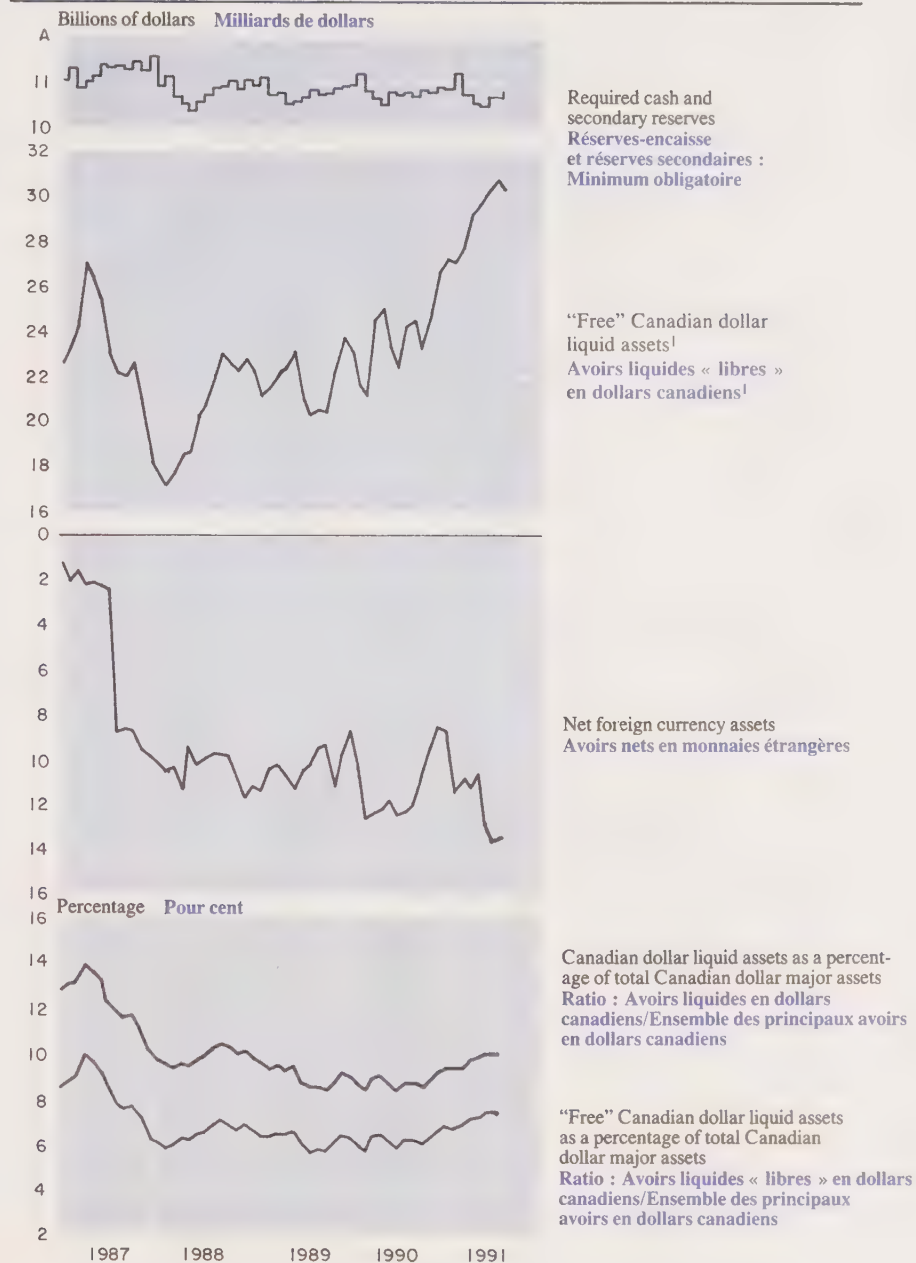 Billions of dollars Milliards de dollars
A
11
10
32
30
28
26
24
22
20
18
16
0
2
4
6
8
10
12
14
16
Required cash and
secondary reserves
Réserves-encaisse
et réserves secondaires :
Minimum obligatoire
"Free" Canadian dollar
liquid assets¹
Avoirs liquides « libres »
en dollars canadiens¹
Net foreign currency assets
Avoirs nets en monnaies étrangères
Percentage Pour cent
16
14
12
10
8
6
4
2
Canadian dollar liquid assets as a percent-
age of total Canadian dollar major assets
Ratio : Avoirs liquides en dollars
canadiens/Ensemble des principaux avoirs
en dollars canadiens
"Free" Canadian dollar liquid assets
as a percentage of total Canadian
dollar major assets
Ratio : Avoirs liquides « libres » en dollars
canadiens/Ensemble des principaux
avoirs en dollars canadiens
1987 1988 1989 1990 1991